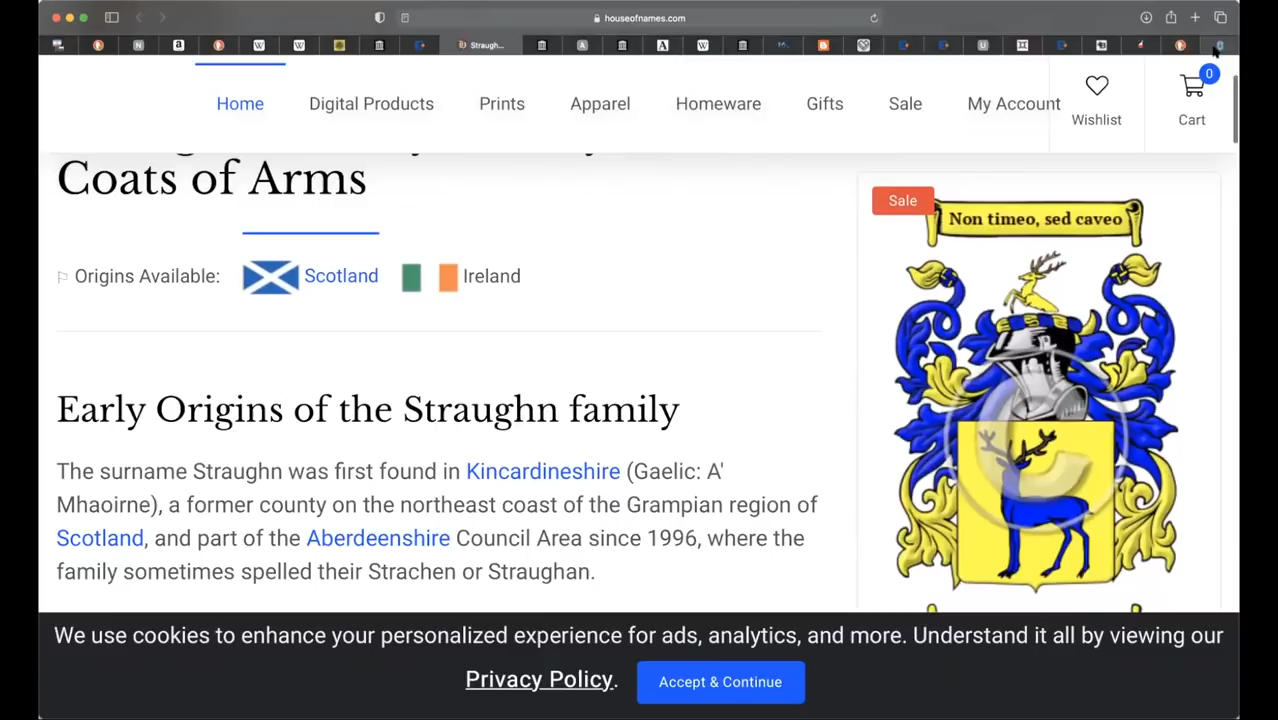 houseofnames.com
Straugh...
Home
Digital Products
Prints
Apparel
Homeware
Gifts
Sale
My Account
Wishlist
0
Cart
Coats of Arms
Origins Available:
Scotland
Ireland
Early Origins of the Straughn family
The surname Straughn was first found in Kincardineshire (Gaelic: A'
Mhaoirne), a former county on the northeast coast of the Grampian region of
Scotland, and part of the Aberdeenshire Council Area since 1996, where the
family sometimes spelled their Strachen or Straughan.
Sale
Non timeo, sed caveo
C
We use cookies to enhance your personalized experience for ads, analytics, and more. Understand it all by viewing our
Privacy Policy.
Accept & Continue